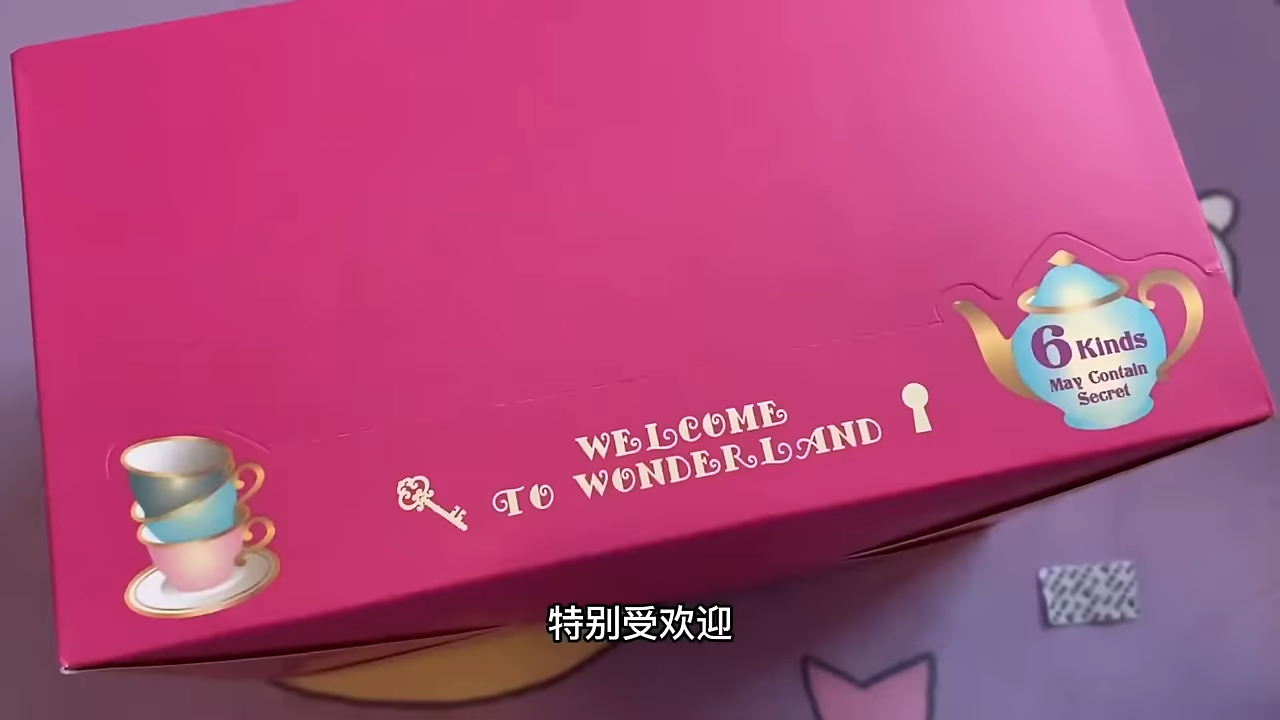 6 Kinds
May Contain
Secret
WELCOME
TO WONDERLAND
特别受欢迎